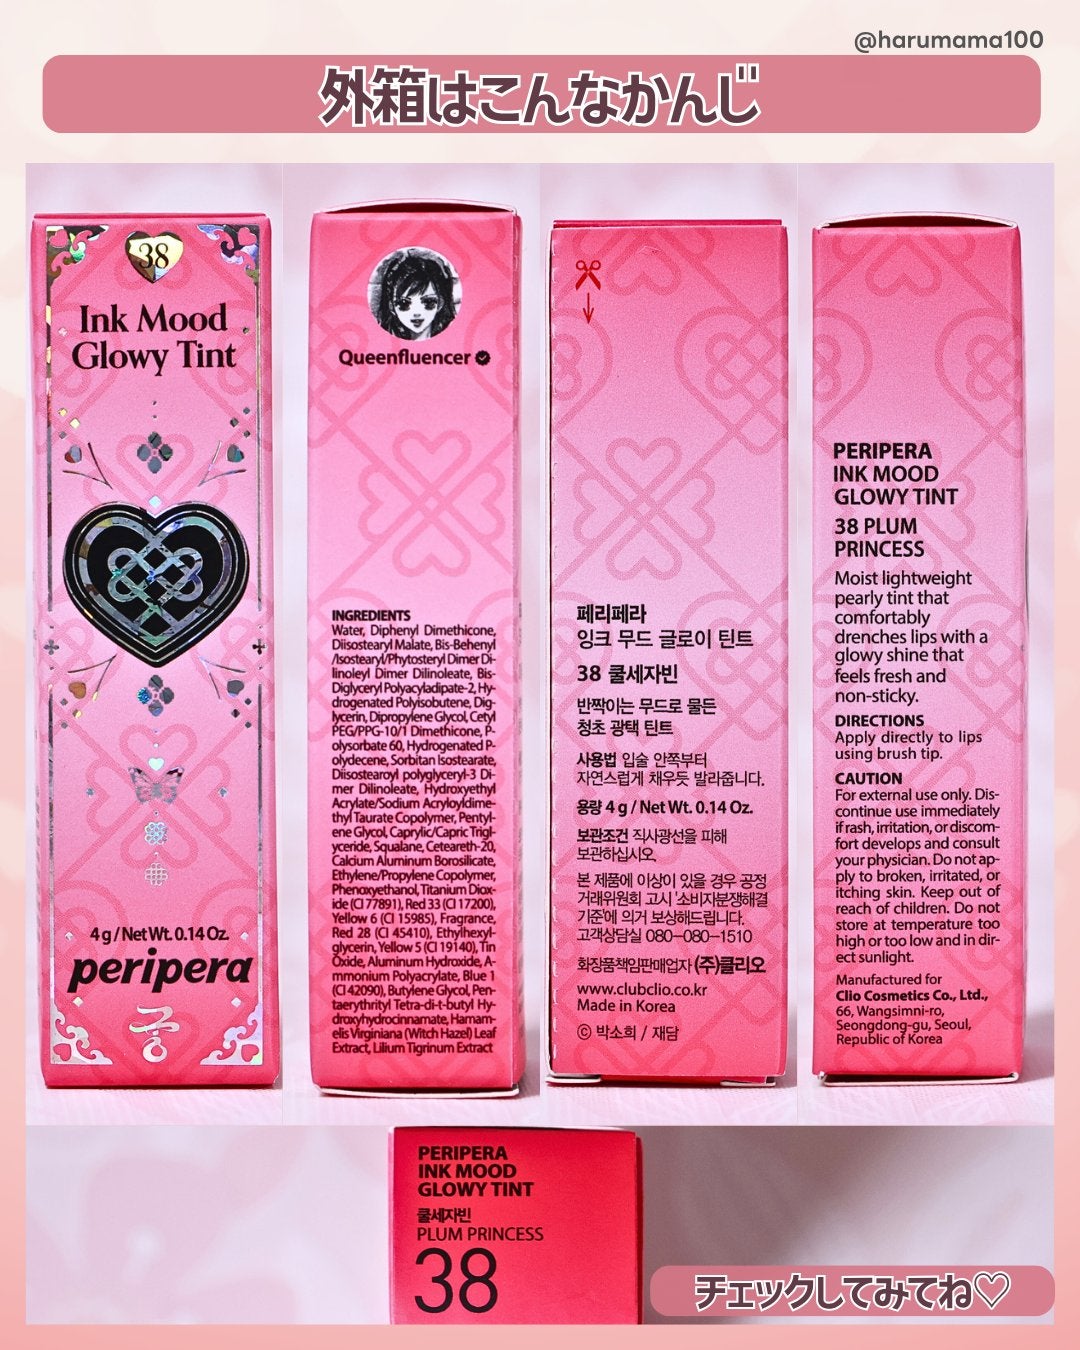 @harumama100
外箱はこんなかんじ
38
Ink Mood
Glowy Tint
4g/Net Wt. 0.14 Oz.
peripera
궁
Queenfluencer
INGREDIENTS
Water, Diphenyl Dimethicone,
Diisostearyl Malate, Bis-Behenyl
/Isostearyl/Phytosteryl Dimer Di-
linoleyl Dimer Dilinoleate, Bis-
Diglyceryl Polyacyladipate-2, Hy-
drogenated Polyisobutene, Dig-
lycerin, Dipropylene Glycol, Cetyl
PEG/PPG-10/1 Dimethicone, P-
olysorbate 60, Hydrogenated P-
olydecene, Sorbitan Isostearate,
Diisostearoyl polyglyceryl-3 Di-
mer Dilinoleate, Hydroxyethyl
Acrylate/Sodium Acryloyldime-
thyl Taurate Copolymer, Pentyl-
ene Glycol, Caprylic/Capric Trigl-
yceride, Squalane, Ceteareth-20,
Calcium Aluminum Borosilicate,
Ethylene/Propylene Copolymer,
Phenoxyethanol, Titanium Diox-
ide (CI 77891), Red 33 (CI 17200),
Yellow 6 (CI 15985), Fragrance,
Red 28 (CI 45410), Ethylhexyl-
glycerin, Yellow 5 (CI 19140), Tin
Oxide, Aluminum Hydroxide, A-
mmonium Polyacrylate, Blue 1
(CI 42090), Butylene Glycol, Pen-
taerythrityl Tetra-di-t-butyl Hy-
droxyhydrocinnamate, Hamam-
elis Virginiana (Witch Hazel) Leaf
Extract, Lilium Tigrinum Extract
페리페라
잉크 무드 글로이 틴트
38 쿨세자빈
반짝이는 무드로 물든
청초 광택 틴트
사용법 입술 안쪽부터
자연스럽게 채우듯 발라줍니다.
용량 4 g / Net Wt. 0.14 Oz.
보관조건 직사광선을 피해
보관하십시오.
본 제품에 이상이 있을 경우 공정
거래위원회 고시 '소비자분쟁해결
기준'에 의거 보상해드립니다.
고객상담실 080-080-1510
화장품책임판매업자 (주)클리오
www.clubclio.co.kr
Made in Korea
© 박소희 / 재담
PERIPERA
INK MOOD
GLOWY TINT
38 PLUM
PRINCESS
Moist lightweight
pearly tint that
comfortably
drenches lips with a
glowy shine that
feels fresh and
non-sticky.
DIRECTIONS
Apply directly to lips
using brush tip.
CAUTION
For external use only. Dis-
continue use immediately
if rash, irritation, or discom-
fort develops and consult
your physician. Do not ap-
ply to broken, irritated, or
itching skin. Keep out of
reach of children. Do not
store at temperature too
high or too low and in dir-
ect sunlight.
Manufactured for
Clio Cosmetics Co., Ltd.,
66, Wangsimni-ro,
Seongdong-gu, Seoul,
Republic of Korea
PERIPERA
INK MOOD
GLOWY TINT
쿨세자빈
PLUM PRINCESS
38
チェックしてみてね♡